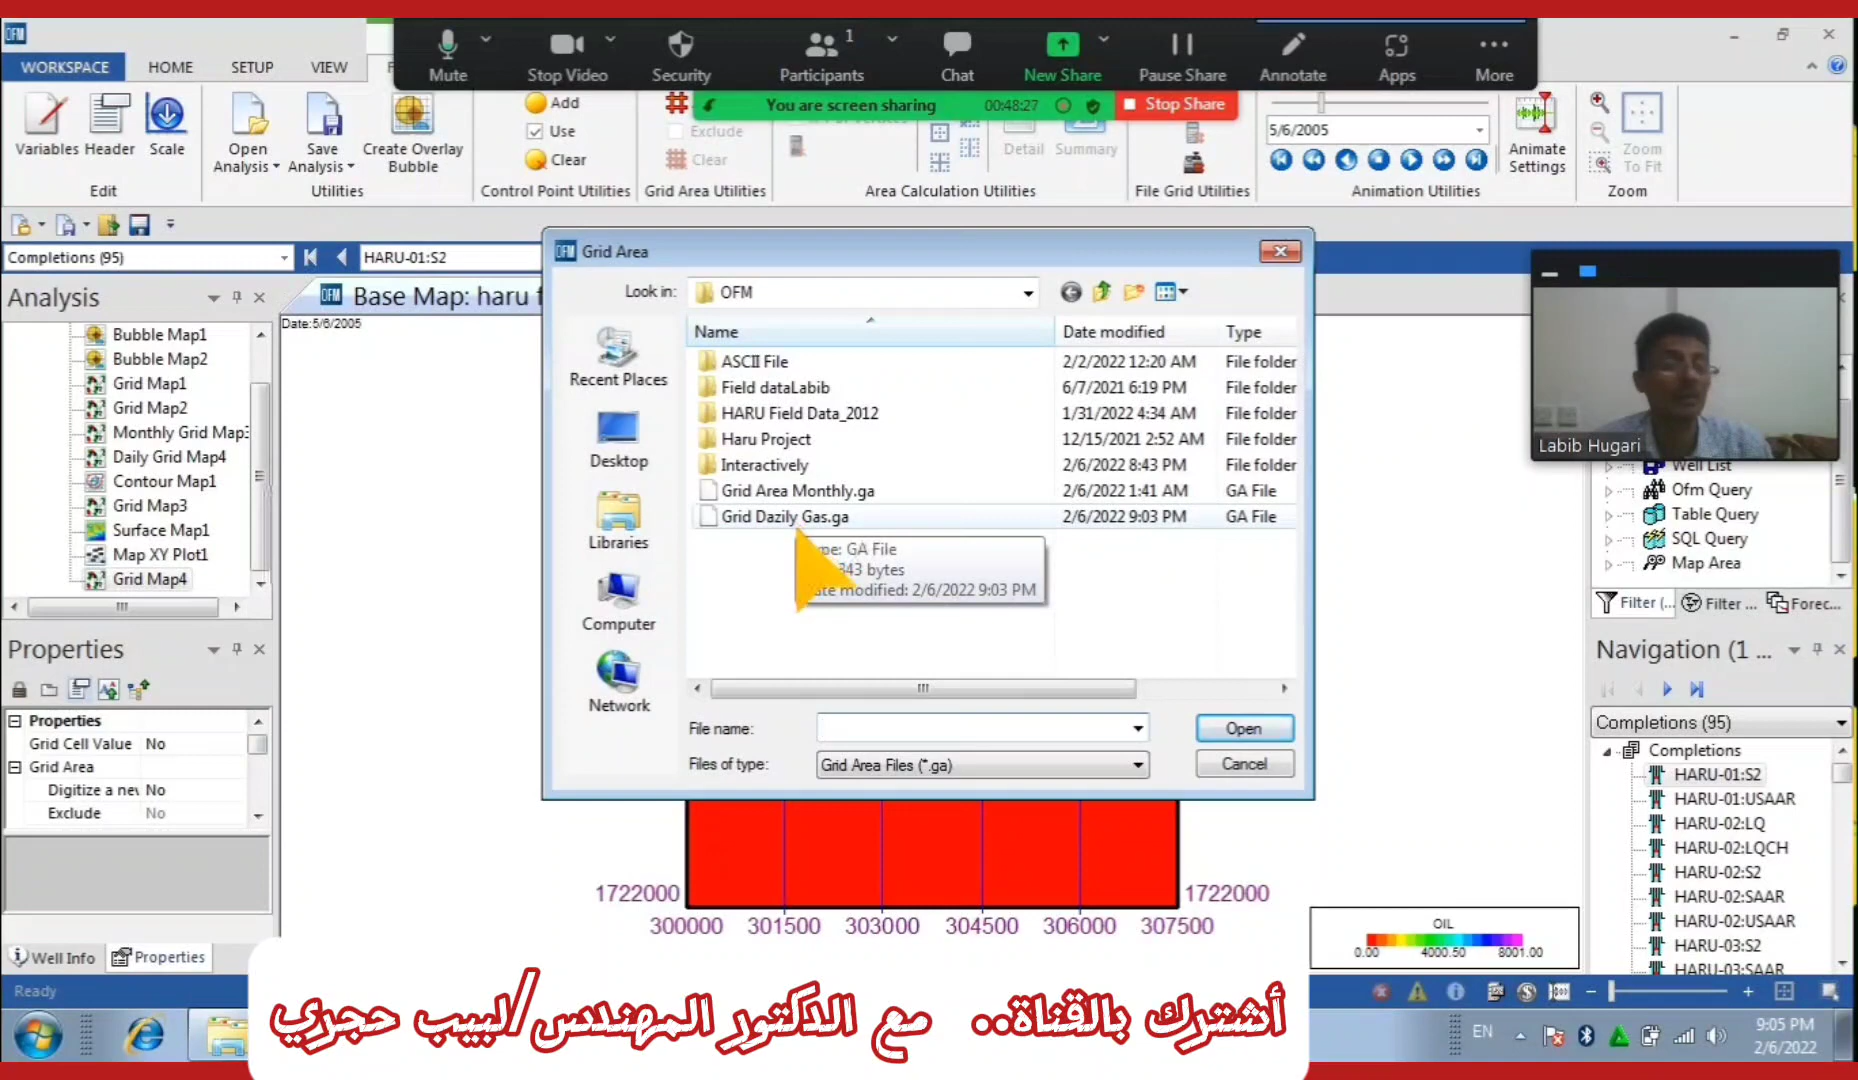 OFM
Mute
Stop Video
Security
Participants
1
Chat
New Share
Pause Share
Annotate
Apps
More
You are screen sharing
00:48:27
Stop Share
WORKSPACE
HOME
SETUP
VIEW
Variables
Header
Scale
Edit
Open Analysis
Save Analysis
Create Overlay Bubble
Utilities
Add
Use
Clear
Control Point Utilities
Exclude
Clear
Grid Area Utilities
Area Calculation Utilities
Detail
Summary
File Grid Utilities
5/6/2005
Animation Utilities
Animate Settings
Zoom To Fit
Zoom
Completions (95)
HARU-01:S2
Analysis
Bubble Map1
Bubble Map2
Grid Map1
Grid Map2
Monthly Grid Map
Daily Grid Map4
Contour Map1
Grid Map3
Surface Map1
Map XY Plot1
Grid Map4
Properties
Properties
Grid Cell Value No
Grid Area
Digitize a nev No
Exclude No
Well Info
Properties
Ready
OFM
Base Map: haru
Date:5/6/2005
OFM
Grid Area
Look in:
OFM
Name
Date modified
Type
ASCII File 2/2/2022 12:20 AM File folder
Field dataLabib 6/7/2021 6:19 PM File folder
HARU Field Data_2012 1/31/2022 4:34 AM File folder
Haru Project 12/15/2021 2:52 AM File folder
Interactively 2/6/2022 8:43 PM File folder
Grid Area Monthly.ga 2/6/2022 1:41 AM GA File
Grid Dazily Gas.ga 2/6/2022 9:03 PM GA File
pe: GA File
343 bytes
ate modified: 2/6/2022 9:03 PM
Recent Places
Desktop
Libraries
Computer
Network
File name:
Open
Files of type:
Grid Area Files (*.ga)
Cancel
1722000
1722000
300000 301500 303000 304500 306000 307500
OIL
0.00 4000.50 8001.00
Labib Hugari
Well List
Ofm Query
Table Query
SQL Query
Map Area
Filter (...
Filter ...
Forec...
Navigation (1 ...
Completions (95)
Completions
HARU-01:S2
HARU-01:USAAR
HARU-02:LQ
HARU-02:LQCH
HARU-02:S2
HARU-02:SAAR
HARU-02:USAAR
HARU-03:S2
HARU-03:SAAR
أشترك بالقناة.. مع الدكتور المهندس/لبيب حجري
EN
9:05 PM
2/6/2022